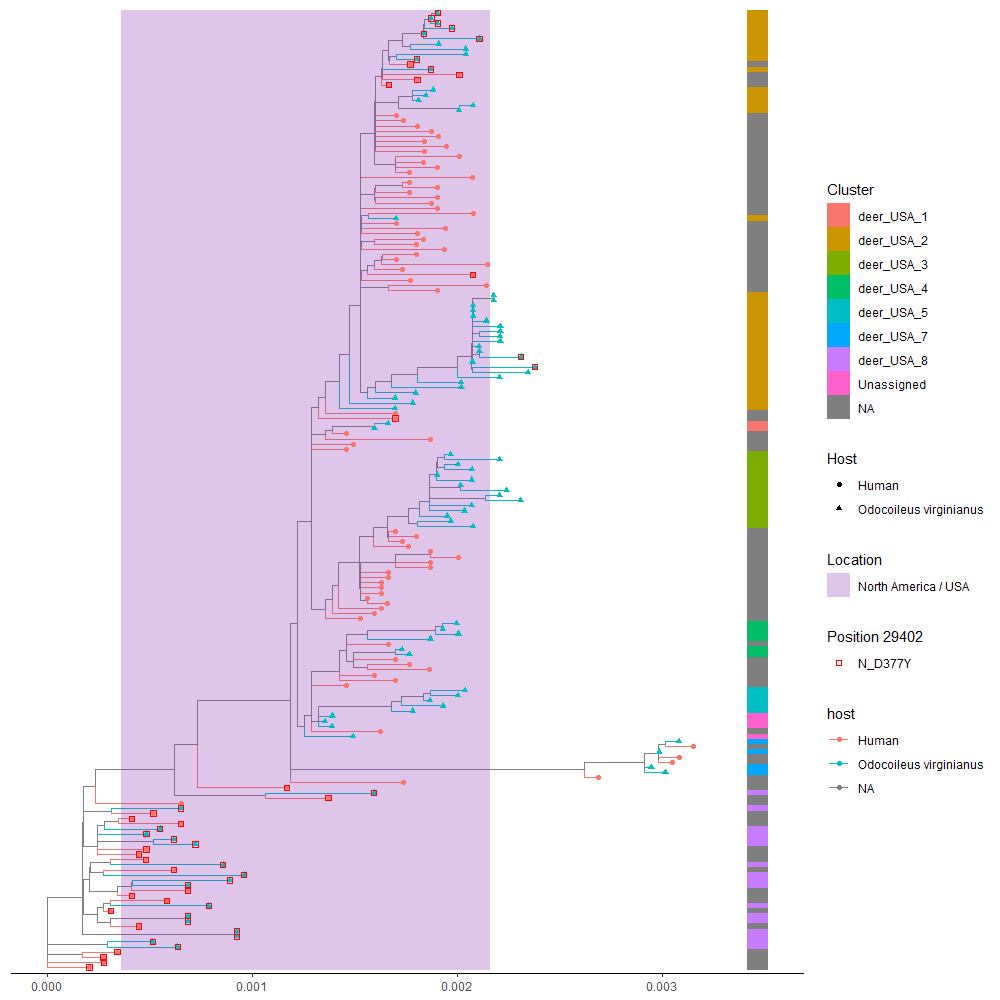 Cluster
deer_USA_1
deer_USA_2
deer_USA_3
deer_USA_4
deer_USA_5
deer_USA_7
deer_USA_8
Unassigned
NA
Host
Human
Odocoileus virginianus
Location
North America / USA
Position 29402
N_D377Y
host
Human
Odocoileus virginianus
NA
0.000 0.001 0.002 0.003